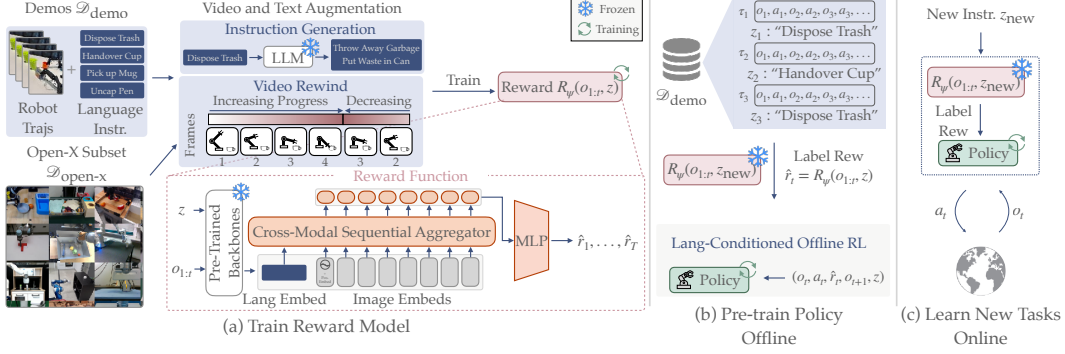 Demos 𝒟demo
Dispose Trash
Handover Cup
Pick up Mug
Uncap Pen
+
Robot Trajs
Language Instr.
Open-X Subset
𝒟open-x
Video and Text Augmentation
Instruction Generation
Dispose Trash
LLM
Throw Away Garbage
Put Waste in Can
Video Rewind
Increasing Progress
Decreasing
Frames
1 2 3 4 3 2
Train
Reward Rψ(o1:t, z)
Frozen
Training
Reward Function
z
o1:t
Pre-Trained Backbones
Cross-Modal Sequential Aggregator
Lang Embed
Image Embeds
MLP
r̂1, . . . , r̂T
(a) Train Reward Model
𝒟demo
τ1 o1, a1, o2, a2, o3, a3, . . .
z1 : “Dispose Trash”
τ2 o1, a1, o2, a2, o3, a3, . . .
z2 : “Handover Cup”
τ3 o1, a1, o2, a2, o3, a3, . . .
z3 : “Dispose Trash”
Rψ(o1:t, znew)
Label Rew
r̂t = Rψ(o1:t, z)
Lang-Conditioned Offline RL
Policy
(ot, at, r̂t, ot+1, z)
(b) Pre-train Policy
Offline
New Instr. znew
Rψ(o1:t, znew)
Label
Rew
Policy
at
ot
(c) Learn New Tasks
Online